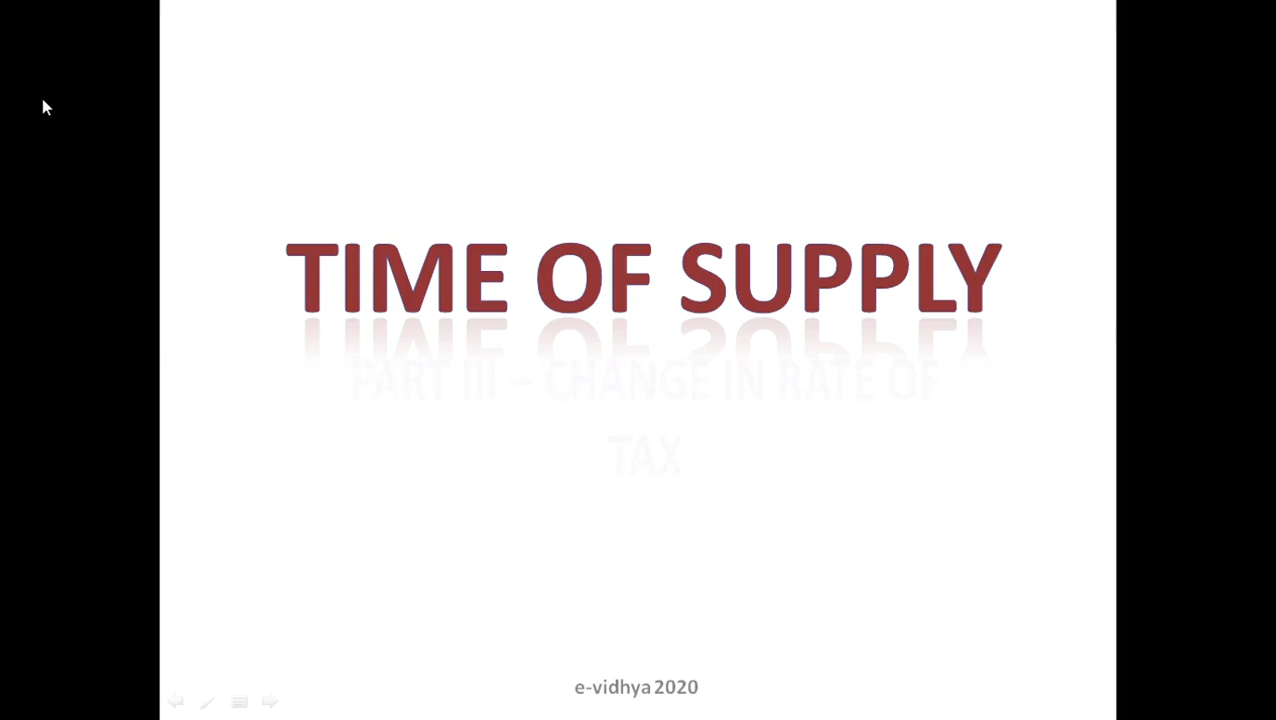 TIME OF SUPPLY
PART III – CHANGE IN RATE OF
TAX
e-vidhya 2020